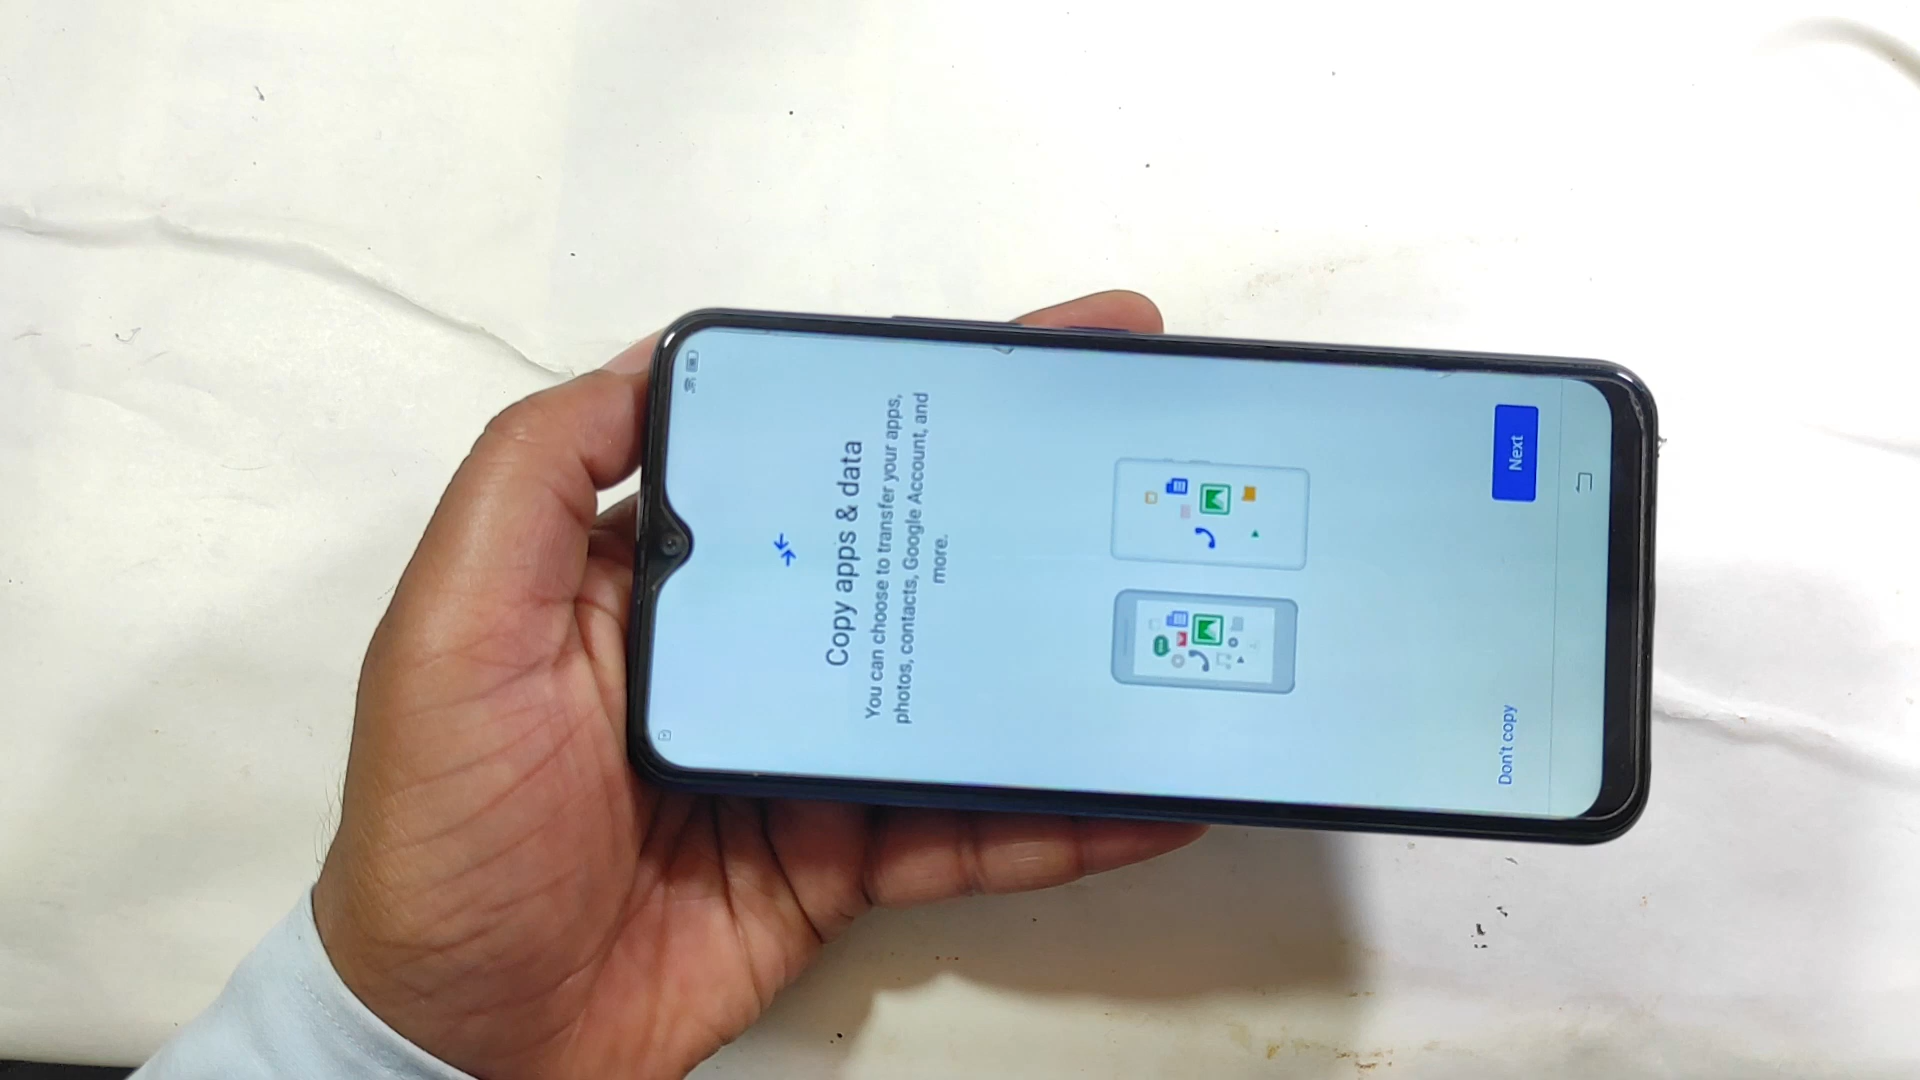 Copy apps & data
You can choose to transfer your apps,
photos, contacts, Google Account, and
more.
Don't copy
Next